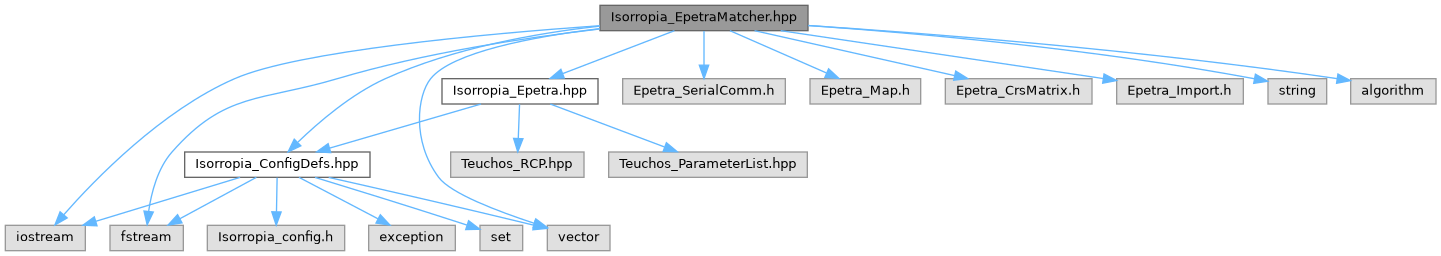 Isorropia_EpetraMatcher.hpp
Isorropia_Epetra.hpp
Epetra_SerialComm.h
Epetra_Map.h
Epetra_CrsMatrix.h
Epetra_Import.h
string
algorithm
Isorropia_ConfigDefs.hpp
Teuchos_RCP.hpp
Teuchos_ParameterList.hpp
iostream
fstream
Isorropia_config.h
exception
set
vector